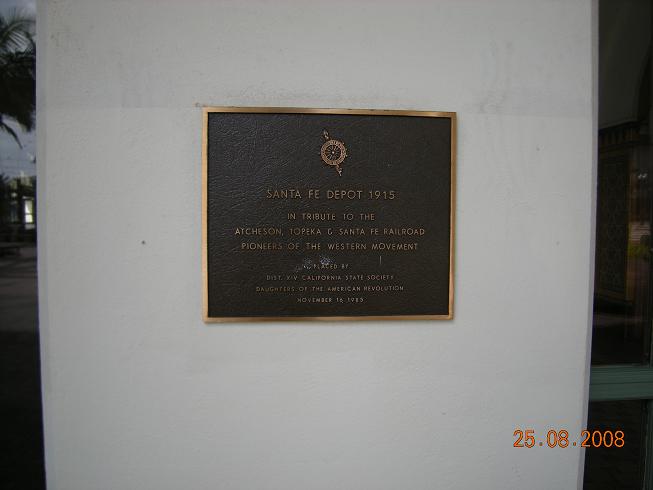 SANTA FE DEPOT 1915
IN TRIBUTE TO THE
ATCHESON, TOPEKA & SANTA FE RAILROAD
PIONEERS OF THE WESTERN MOVEMENT
PLACED BY
DIST. XIV CALIFORNIA STATE SOCIETY
DAUGHTERS OF THE AMERICAN REVOLUTION
NOVEMBER 16 1985
25.08.2008